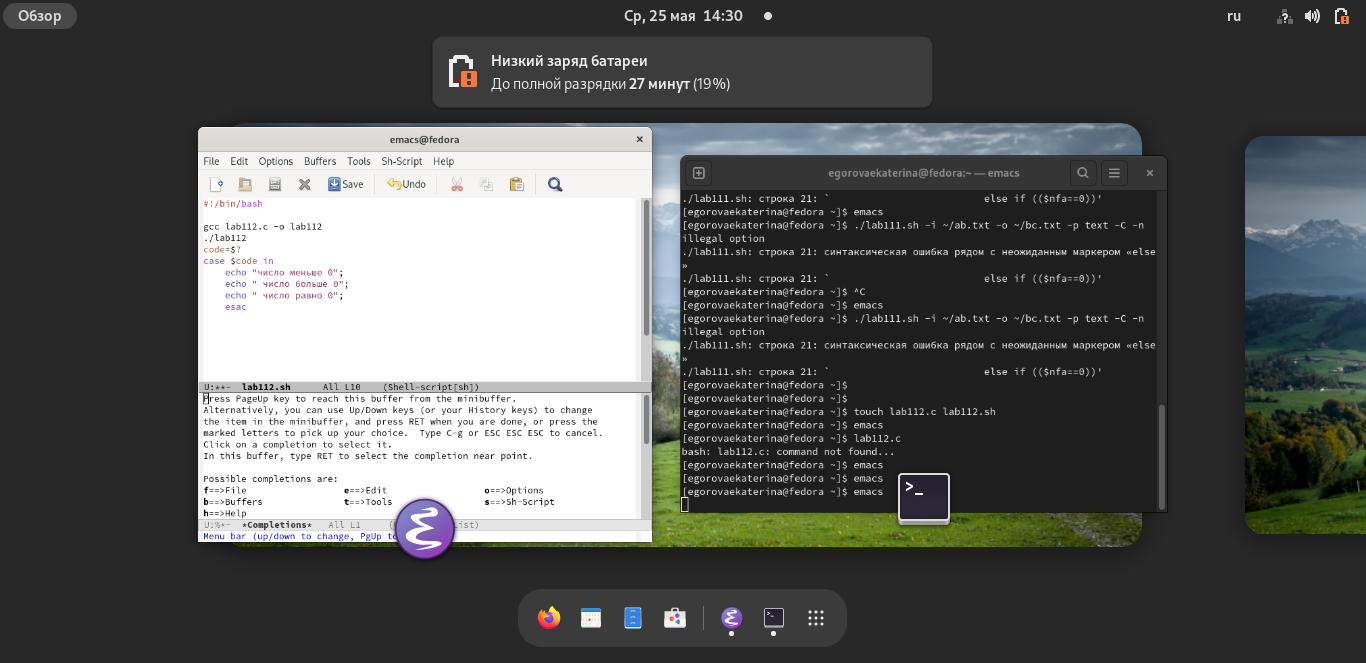 Обзор
Ср, 25 мая 14:30
ru
Низкий заряд батареи
До полной разрядки 27 минут (19%)
emacs@fedora
File Edit Options Buffers Tools Sh-Script Help
Save Undo
#!/bin/bash
gcc lab112.c -o lab112
./lab112
code=$?
case $code in
echo "число меньше 0";
echo " число больше 0";
echo " число равно 0";
esac
U:**- lab112.sh All L10 (Shell-script[sh])
Press PageUp key to reach this buffer from the minibuffer.
Alternatively, you can use Up/Down keys (or your History keys) to change
the item in the minibuffer, and press RET when you are done, or press the
marked letters to pick up your choice. Type C-g or ESC ESC ESC to cancel.
Click on a completion to select it.
In this buffer, type RET to select the completion near point.
Possible completions are:
f==>File e==>Edit o==>Options
b==>Buffers t==>Tools s==>Sh-Script
h==>Help
U:%*- *Completions* All L1 List)
Menu bar (up/down to change, PgUp
egorovaekaterina@fedora:~ — emacs
./lab111.sh: строка 21: ` else if (($nfa==0))'
[egorovaekaterina@fedora ~]$ emacs
[egorovaekaterina@fedora ~]$ ./lab111.sh -i ~/ab.txt -o ~/bc.txt -p text -C -n
illegal option
./lab111.sh: строка 21: синтаксическая ошибка рядом с неожиданным маркером «else
»
./lab111.sh: строка 21: ` else if (($nfa==0))'
[egorovaekaterina@fedora ~]$ ^C
[egorovaekaterina@fedora ~]$ emacs
[egorovaekaterina@fedora ~]$ ./lab111.sh -i ~/ab.txt -o ~/bc.txt -p text -C -n
illegal option
./lab111.sh: строка 21: синтаксическая ошибка рядом с неожиданным маркером «else
»
./lab111.sh: строка 21: ` else if (($nfa==0))'
[egorovaekaterina@fedora ~]$
[egorovaekaterina@fedora ~]$
[egorovaekaterina@fedora ~]$ touch lab112.c lab112.sh
[egorovaekaterina@fedora ~]$ emacs
[egorovaekaterina@fedora ~]$ lab112.c
bash: lab112.c: command not found...
[egorovaekaterina@fedora ~]$ emacs
[egorovaekaterina@fedora ~]$ emacs
[egorovaekaterina@fedora ~]$ emacs